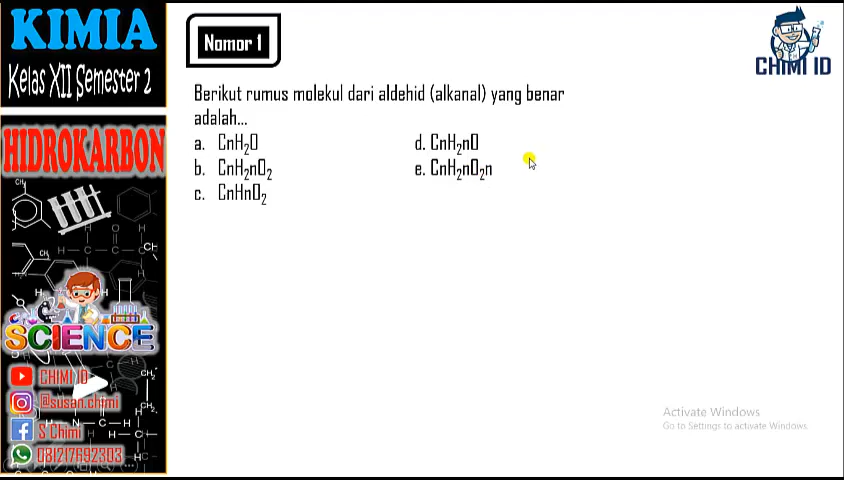 KIMIA
Kelas XII Semester 2
HIDROKARBON
SCIENCE
CHIMI ID
@susan.chimi
S Chimi
081217692303
Nomor 1
CHIMI ID
Berikut rumus molekul dari aldehid (alkanal) yang benar
adalah...
a. CnH₂O
b. CnH₂nO₂
c. CnHnO₂
d. CnH₂nO
e. CnH₂nO₂n
Activate Windows
Go to Settings to activate Windows.